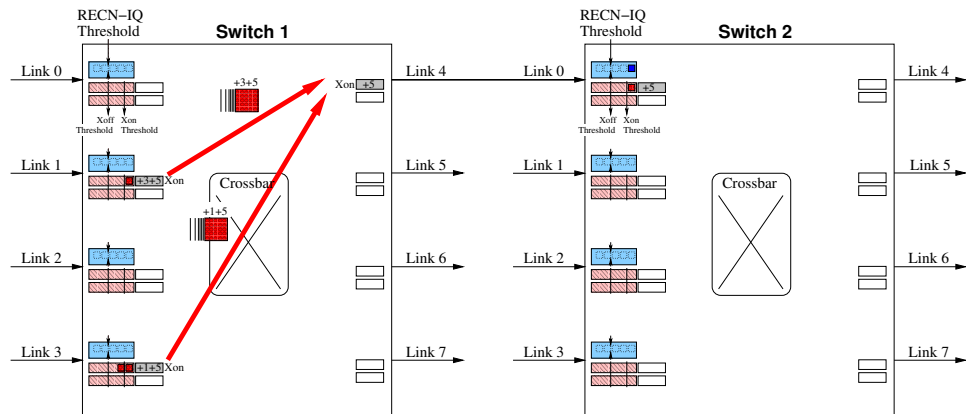 RECN−IQ
Threshold
Switch 1
RECN−IQ
Threshold
Switch 2
Link 0
+3+5
Xon +5
Link 4
Link 0
+5
Link 4
Xoff Xon
Threshold Threshold
Xoff Xon
Threshold Threshold
Link 1
+3+5 Xon
Crossbar
Link 5
Link 1
Crossbar
Link 5
+1+5
Link 2
Link 6
Link 2
Link 6
Link 3
+1+5 Xon
Link 7
Link 3
Link 7